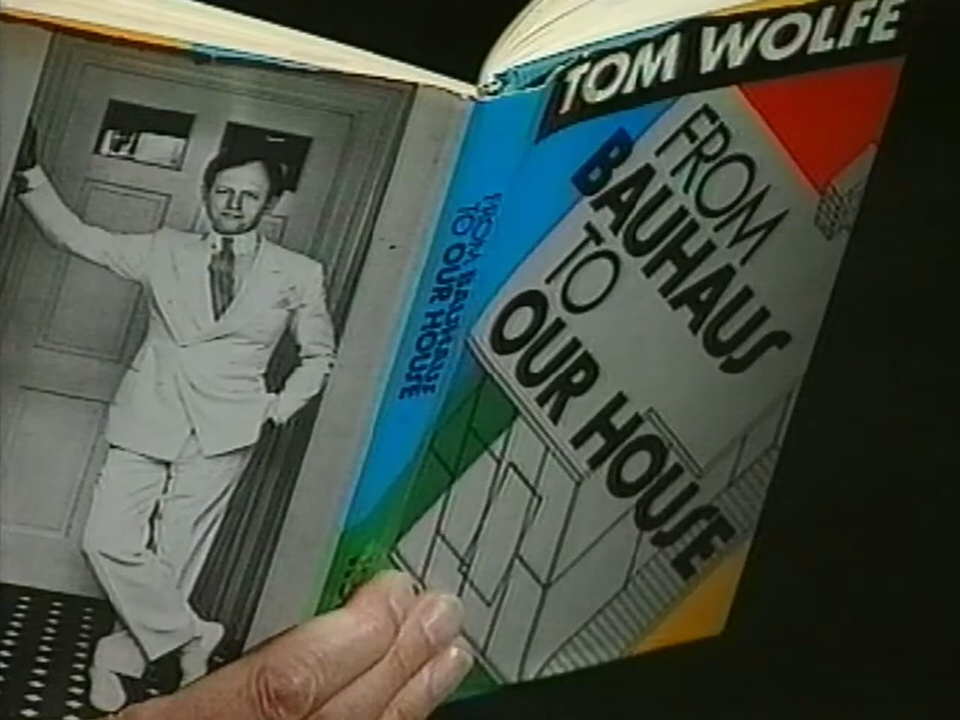 TOM WOLFE
FROM
BAUHAUS
TO
OUR HOUSE
FROM BAUHAUS
TO OUR HOUSE